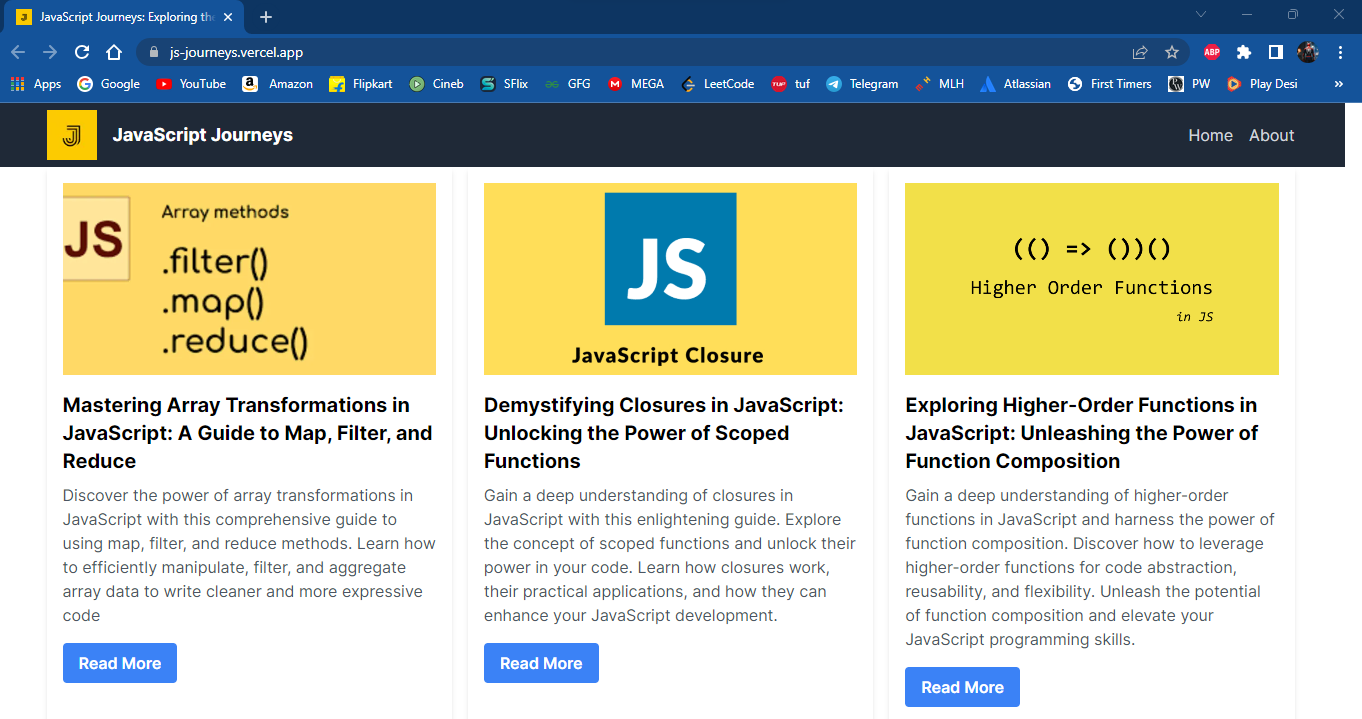 JavaScript Journeys: Exploring the
js-journeys.vercel.app
ABP
Apps Google YouTube Amazon Flipkart Cineb SFlix GFG MEGA LeetCode tuf Telegram MLH Atlassian First Timers PW Play Desi »
JavaScript Journeys
Home About
JS
Array methods
.filter()
.map()
.reduce()
Mastering Array Transformations in
JavaScript: A Guide to Map, Filter, and
Reduce
Discover the power of array transformations in
JavaScript with this comprehensive guide to
using map, filter, and reduce methods. Learn how
to efficiently manipulate, filter, and aggregate
array data to write cleaner and more expressive
code
Read More
JS
JavaScript Closure
Demystifying Closures in JavaScript:
Unlocking the Power of Scoped
Functions
Gain a deep understanding of closures in
JavaScript with this enlightening guide. Explore
the concept of scoped functions and unlock their
power in your code. Learn how closures work,
their practical applications, and how they can
enhance your JavaScript development.
Read More
(() => ())()
Higher Order Functions
in JS
Exploring Higher-Order Functions in
JavaScript: Unleashing the Power of
Function Composition
Gain a deep understanding of higher-order
functions in JavaScript and harness the power of
function composition. Discover how to leverage
higher-order functions for code abstraction,
reusability, and flexibility. Unleash the potential
of function composition and elevate your
JavaScript programming skills.
Read More